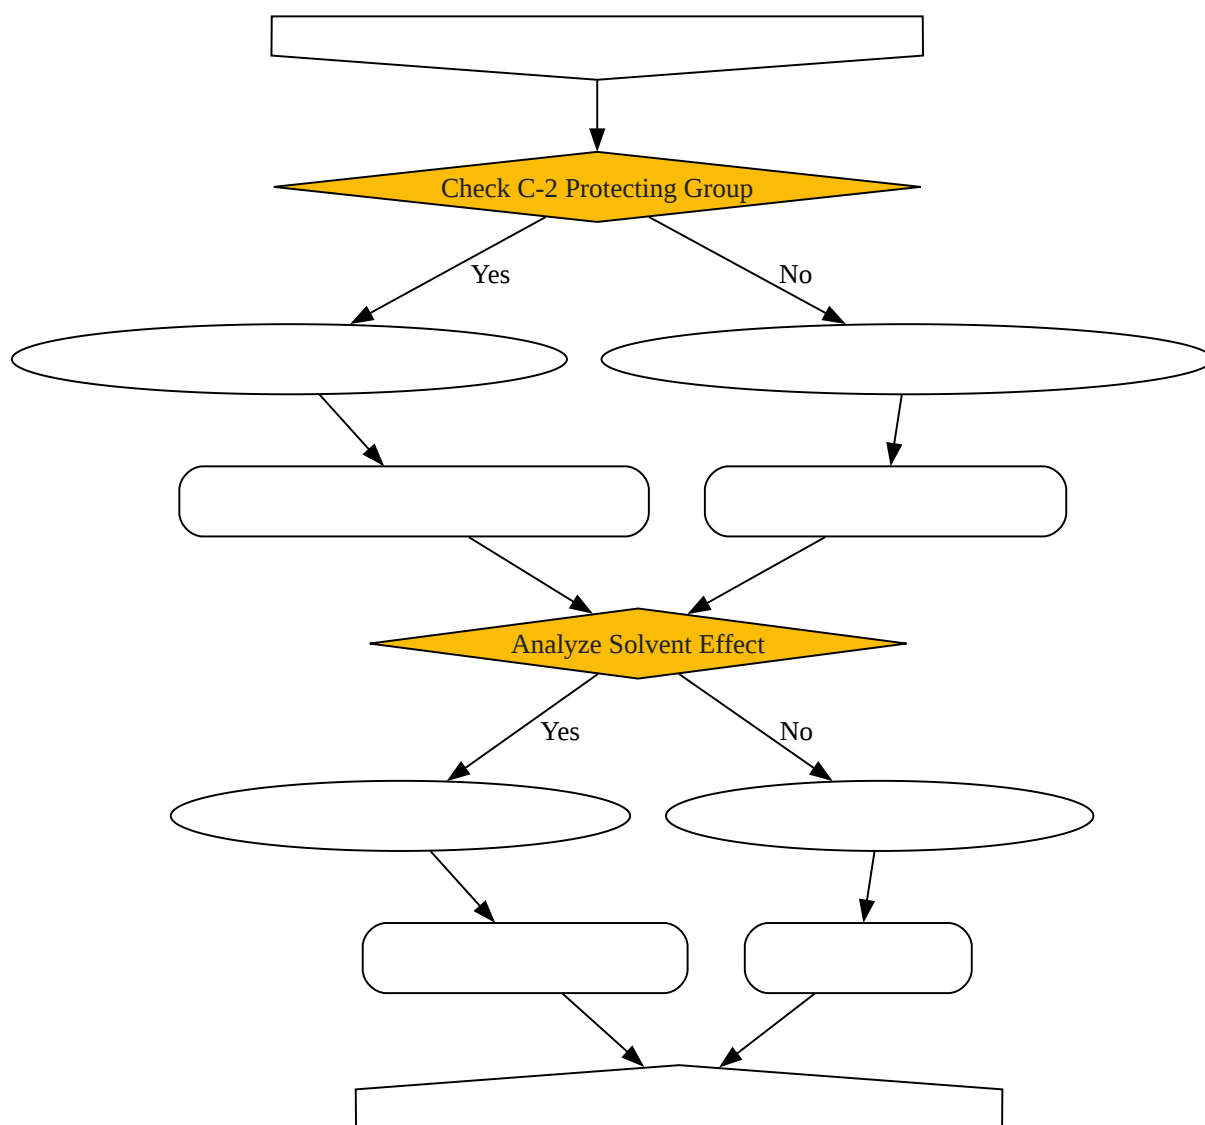 Check C-2 Protecting Group
Yes
No
Analyze Solvent Effect
Yes
No